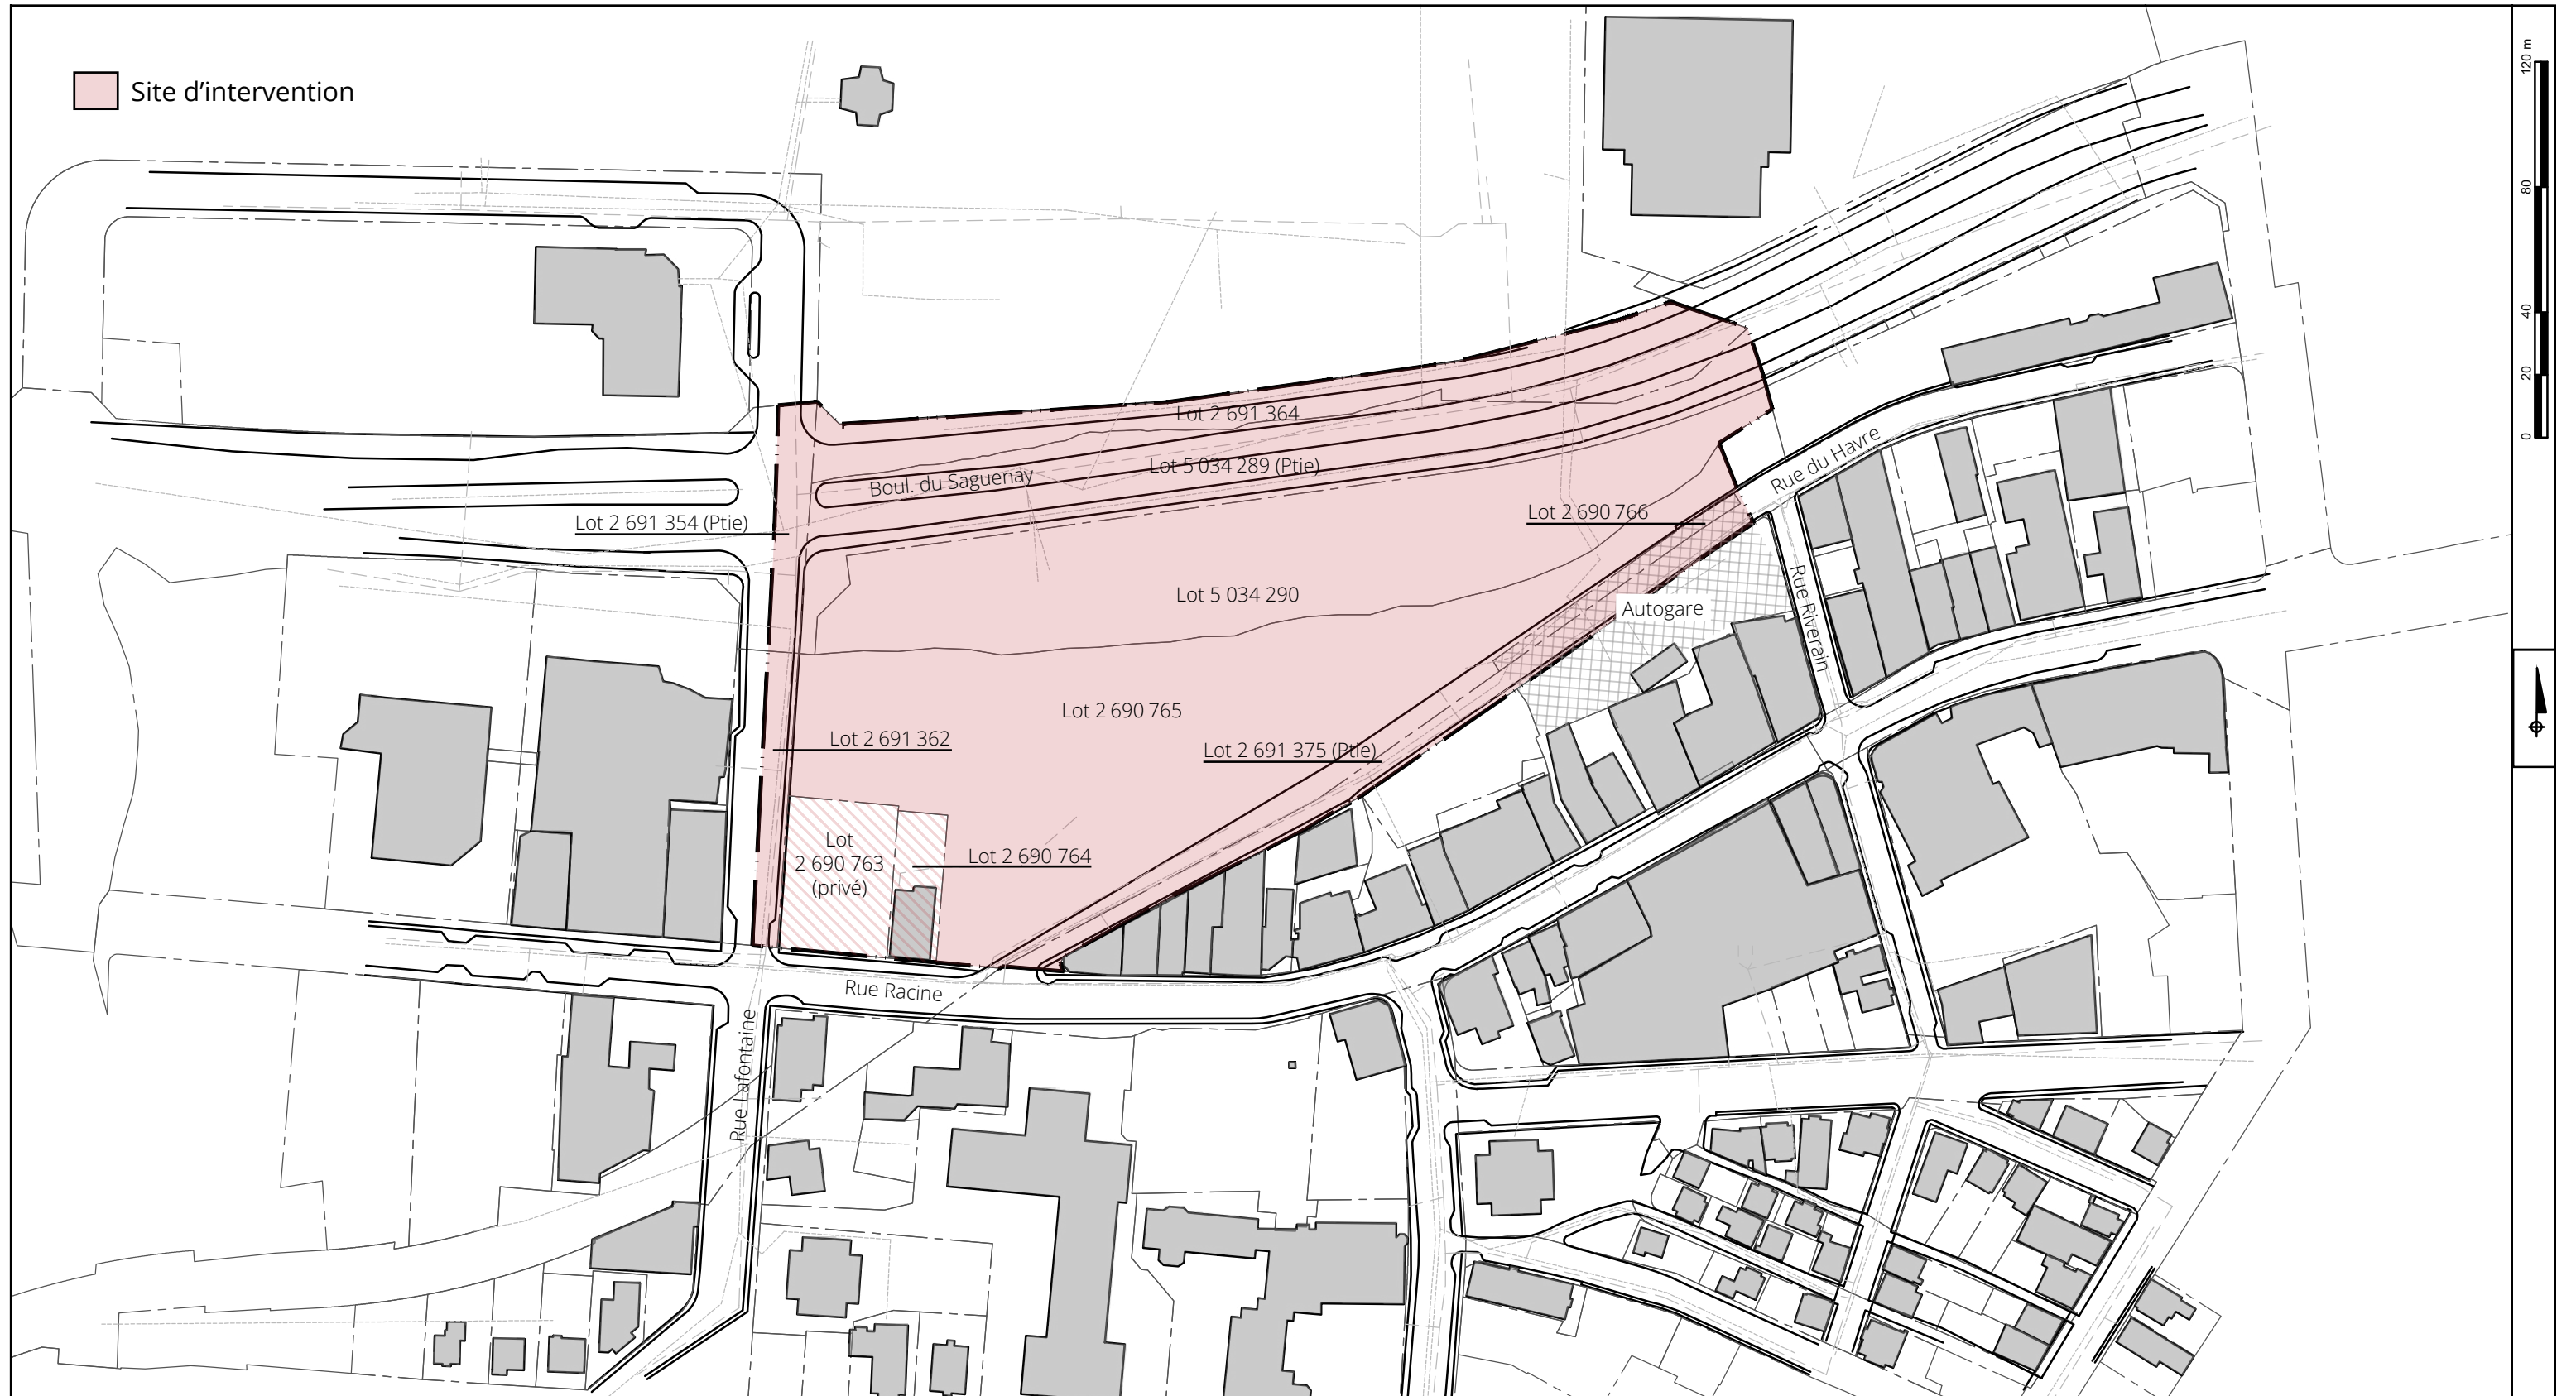 Site d’intervention
120 m
80
40
20
0
Lot 2 691 364
Lot 5 034 289 (Ptie)
Boul. du Saguenay
Rue du Havre
Lot 2 691 354 (Ptie)
Lot 2 690 766
Rue Riverain
Lot 5 034 290
Autogare
Lot 2 690 765
Lot 2 691 362
Lot 2 691 375 (Ptie)
Lot
2 690 763
(privé)
Lot 2 690 764
Rue Racine
Rue Lafontaine